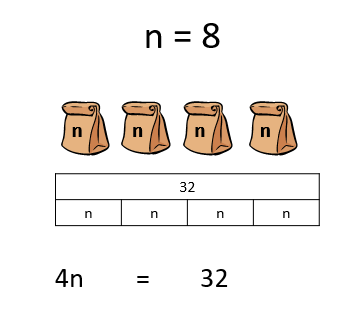 n = 8
n n n n
32
n n n n
4n = 32